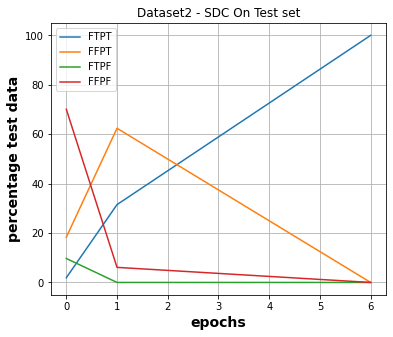 Dataset2 - SDC On Test set
FTPT
FFPT
FTPF
FFPF
percentage test data
100
80
60
40
20
0
0 1 2 3 4 5 6
epochs